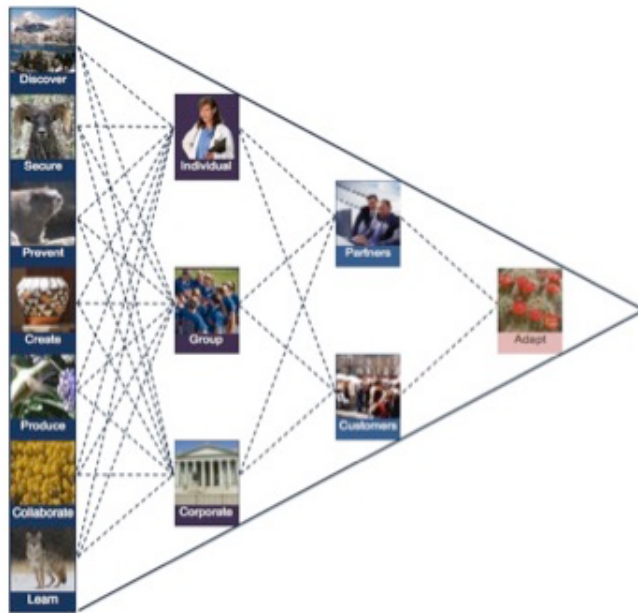 Discover
Secure
Prevent
Create
Produce
Collaborate
Learn
Individual
Group
Corporate
Partners
Customers
Adapt